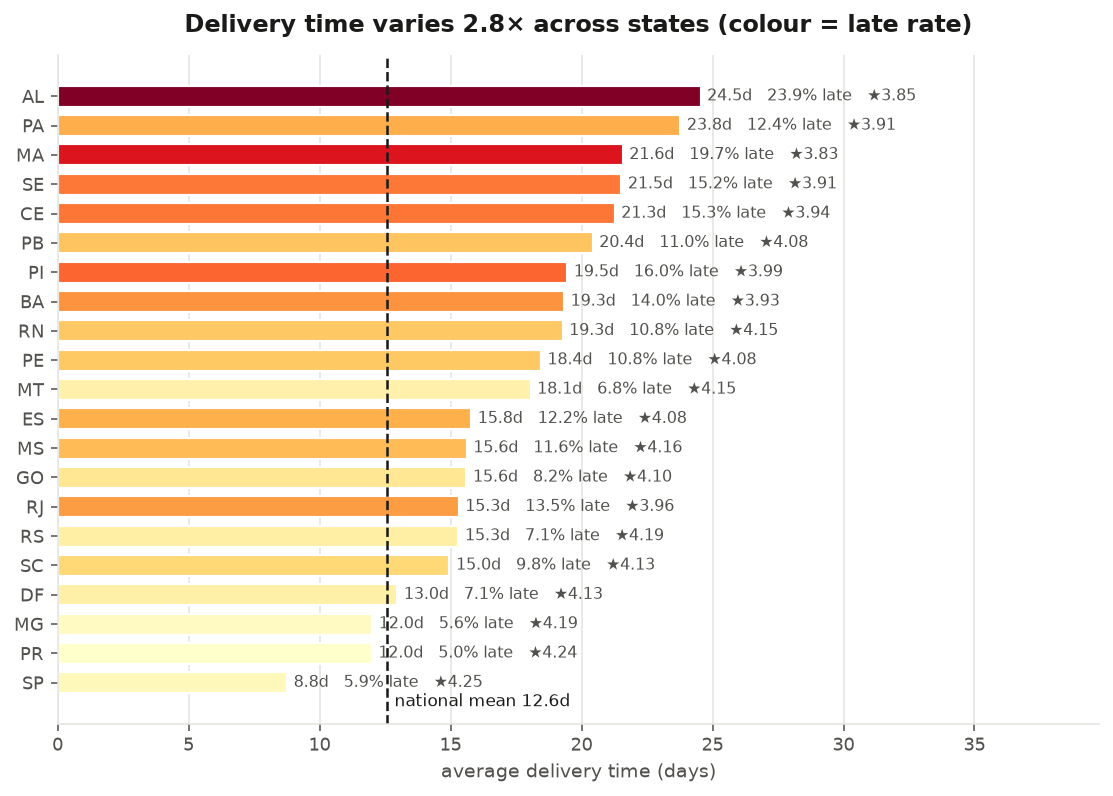 Delivery time varies 2.8× across states (colour = late rate)
AL 24.5d 23.9% late ★3.85
PA 23.8d 12.4% late ★3.91
MA 21.6d 19.7% late ★3.83
SE 21.5d 15.2% late ★3.91
CE 21.3d 15.3% late ★3.94
PB 20.4d 11.0% late ★4.08
PI 19.5d 16.0% late ★3.99
BA 19.3d 14.0% late ★3.93
RN 19.3d 10.8% late ★4.15
PE 18.4d 10.8% late ★4.08
MT 18.1d 6.8% late ★4.15
ES 15.8d 12.2% late ★4.08
MS 15.6d 11.6% late ★4.16
GO 15.6d 8.2% late ★4.10
RJ 15.3d 13.5% late ★3.96
RS 15.3d 7.1% late ★4.19
SC 15.0d 9.8% late ★4.13
DF 13.0d 7.1% late ★4.13
MG 12.0d 5.6% late ★4.19
PR 12.0d 5.0% late ★4.24
SP 8.8d 5.9% late ★4.25
national mean 12.6d
0 5 10 15 20 25 30 35
average delivery time (days)